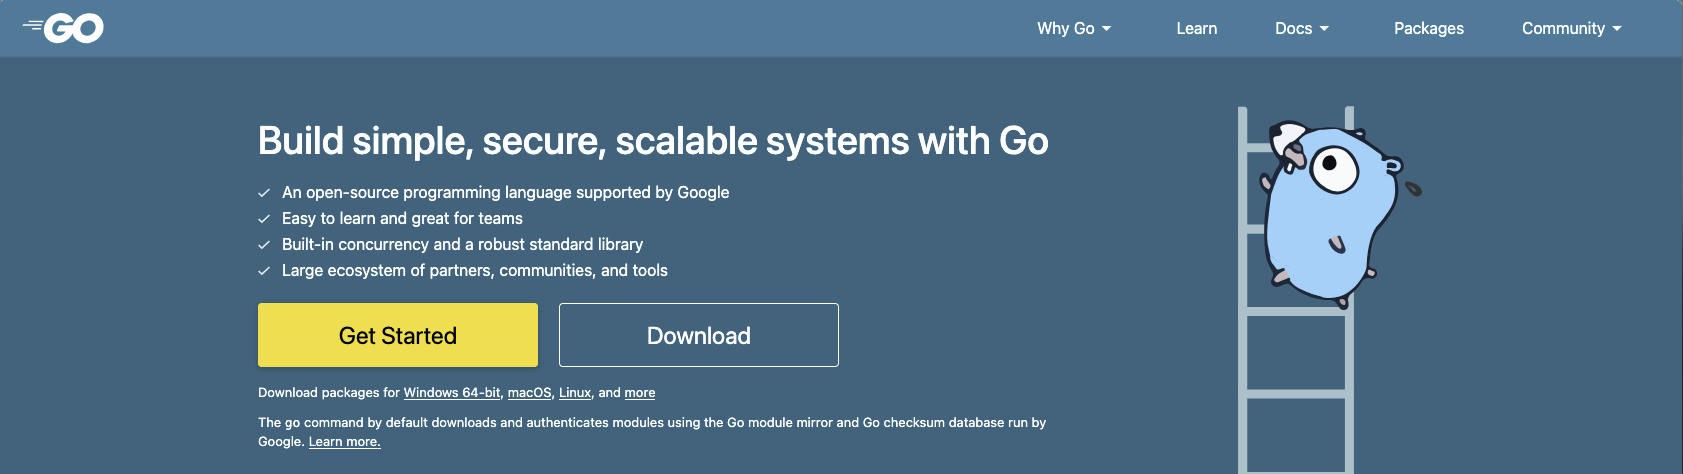 GO
Why Go
Learn
Docs
Packages
Community
Build simple, secure, scalable systems with Go
An open-source programming language supported by Google
Easy to learn and great for teams
Built-in concurrency and a robust standard library
Large ecosystem of partners, communities, and tools
Get Started
Download
Download packages for Windows 64-bit, macOS, Linux, and more
The go command by default downloads and authenticates modules using the Go module mirror and Go checksum database run by
Google. Learn more.